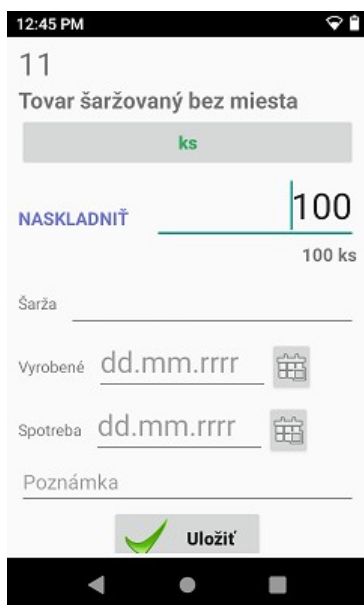 12:45 PM
11
Tovar šaržovaný bez miesta
ks
NASKLADNIŤ 100
100 ks
Šarža
Vyrobené dd.mm.rrrr
Spotreba dd.mm.rrrr
Poznámka
Uložiť